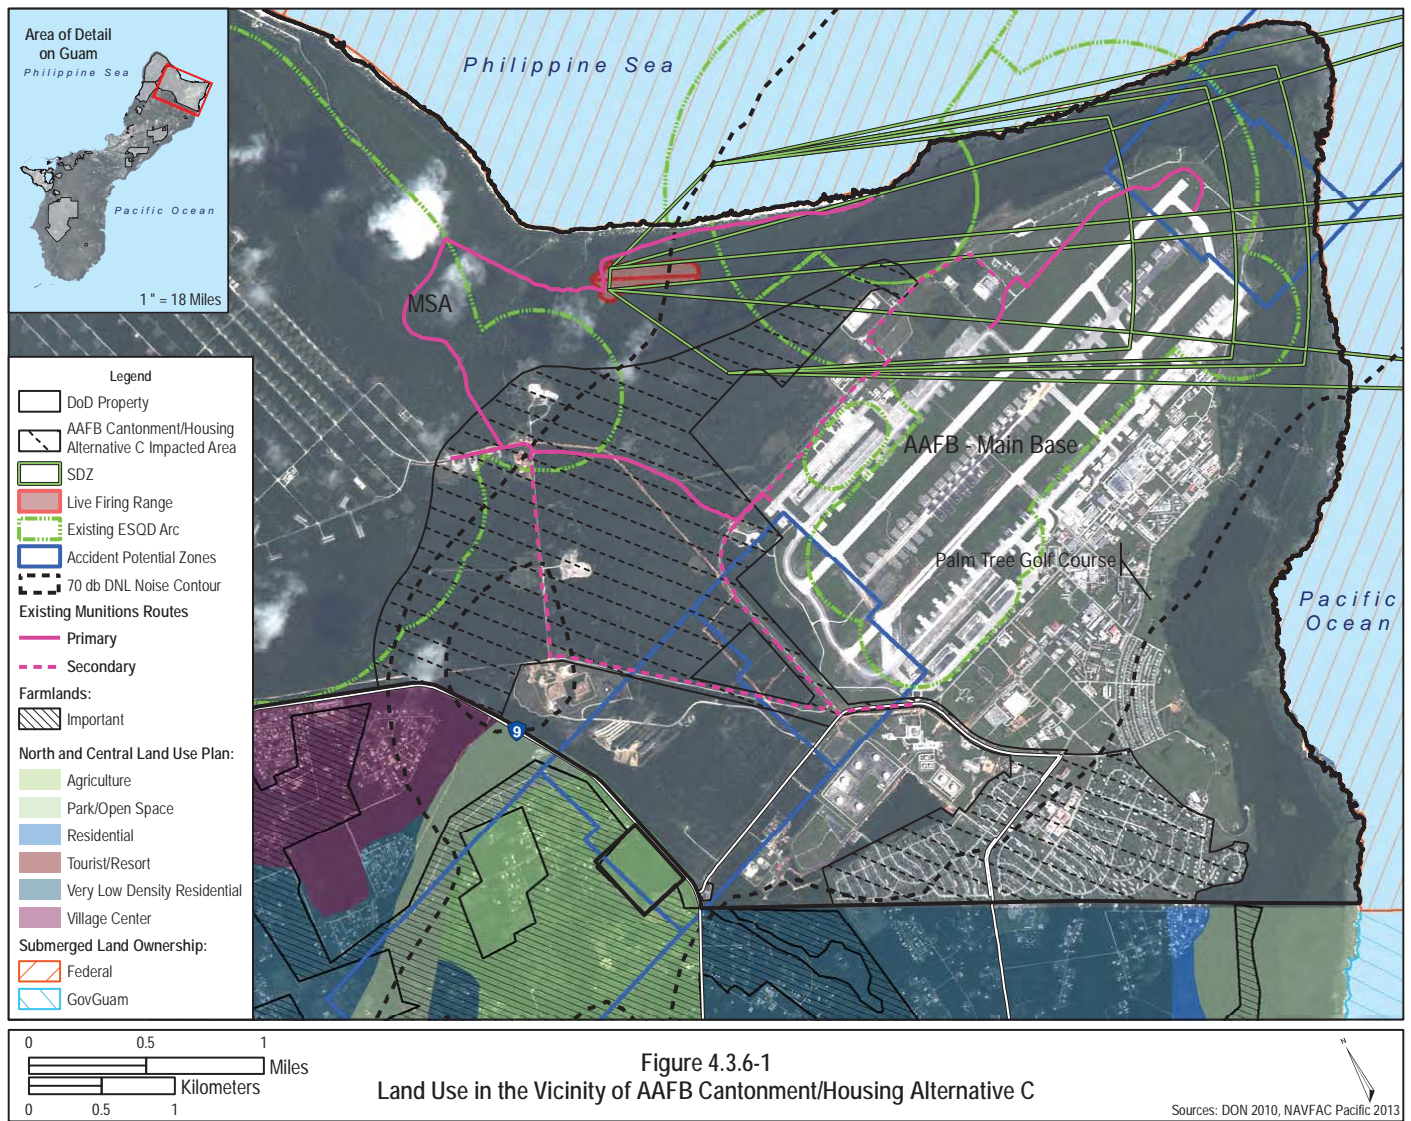 Area of Detail
on Guam
Philippine Sea
Pacific Ocean
1 " = 18 Miles
Philippine Sea
MSA
AAFB - Main Base
Palm Tree Golf Course
Pacific
Ocean
9
Legend
DoD Property
AAFB Cantonment/Housing
Alternative C Impacted Area
SDZ
Live Firing Range
Existing ESQD Arc
Accident Potential Zones
70 db DNL Noise Contour
Existing Munitions Routes
Primary
Secondary
Farmlands:
Important
North and Central Land Use Plan:
Agriculture
Park/Open Space
Residential
Tourist/Resort
Very Low Density Residential
Village Center
Submerged Land Ownership:
Federal
GovGuam
0 0.5 1
Miles
Kilometers
0 0.5 1
Figure 4.3.6-1
Land Use in the Vicinity of AAFB Cantonment/Housing Alternative C
N
Sources: DON 2010, NAVFAC Pacific 2013